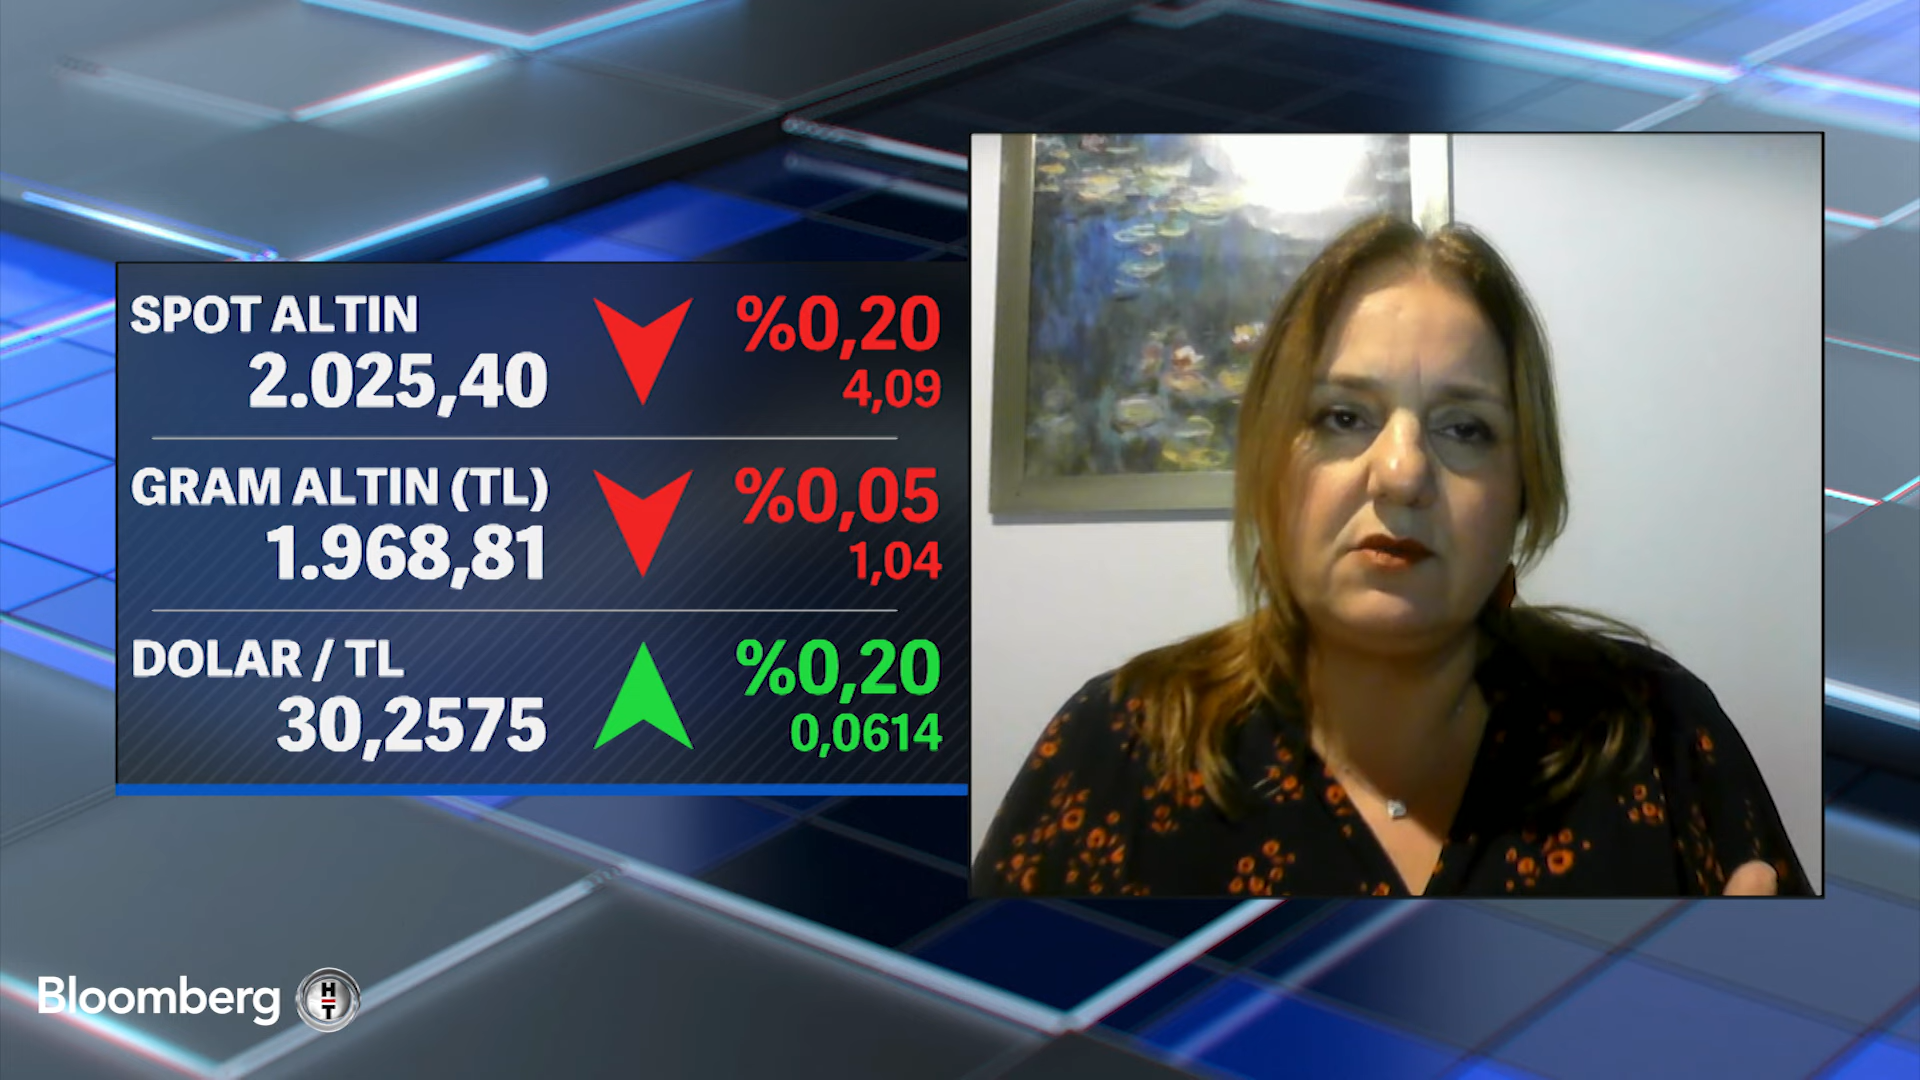 SPOT ALTIN
2.025,40
%0,20
4,09
GRAM ALTIN (TL)
1.968,81
%0,05
1,04
DOLAR / TL
30,2575
%0,20
0,0614
Bloomberg HT